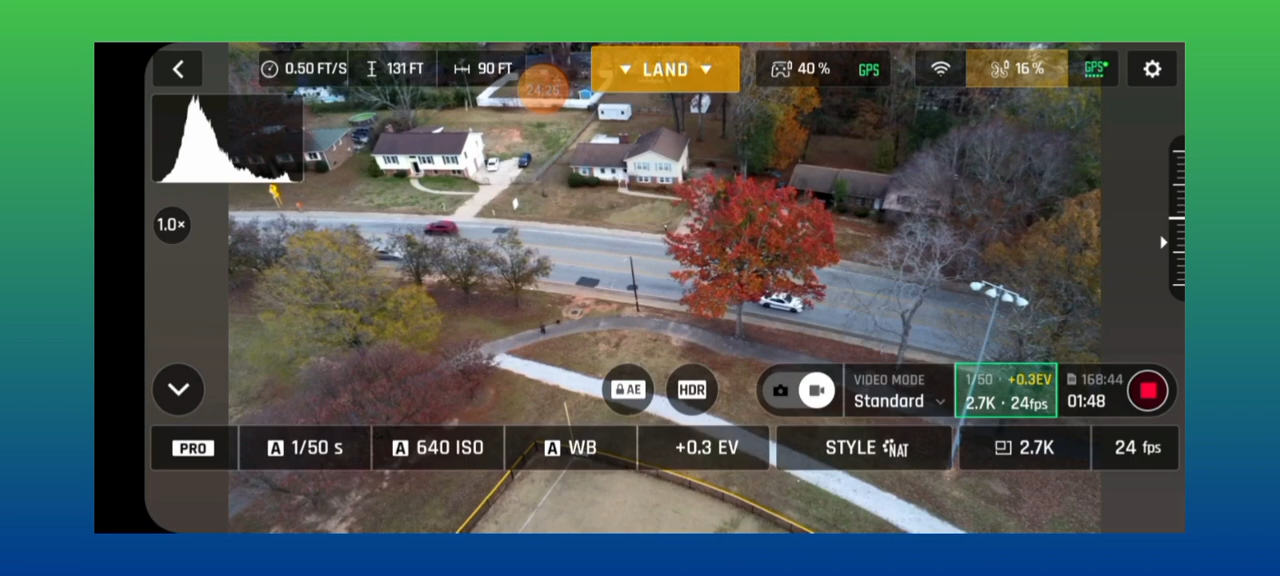 0.50 FT/S
131 FT
90 FT
LAND
40 %
GPS
16 %
GPS
24:25
1.0×
AE
HDR
VIDEO MODE
Standard
1/50 · +0.3EV
2.7K · 24fps
168:44
01:48
PRO
A 1/50 s
A 640 ISO
A WB
+0.3 EV
STYLE NAT
2.7K
24 fps